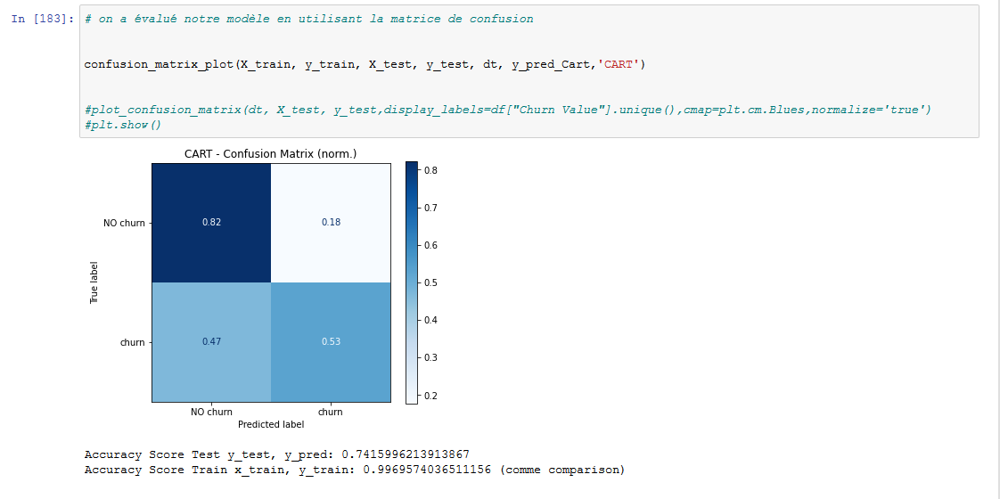 In [183]: # on a évalué notre modèle en utilisant la matrice de confusion
confusion_matrix_plot(X_train, y_train, X_test, y_test, dt, y_pred_Cart,'CART')
#plot_confusion_matrix(dt, X_test, y_test,display_labels=df["Churn Value"].unique(),cmap=plt.cm.Blues,normalize='true')
#plt.show()
CART - Confusion Matrix (norm.)
NO churn
0.82
0.18
True label
churn
0.47
0.53
NO churn
churn
Predicted label
0.8
0.7
0.6
0.5
0.4
0.3
0.2
Accuracy Score Test y_test, y_pred: 0.7415996213913867
Accuracy Score Train x_train, y_train: 0.9969574036511156 (comme comparison)